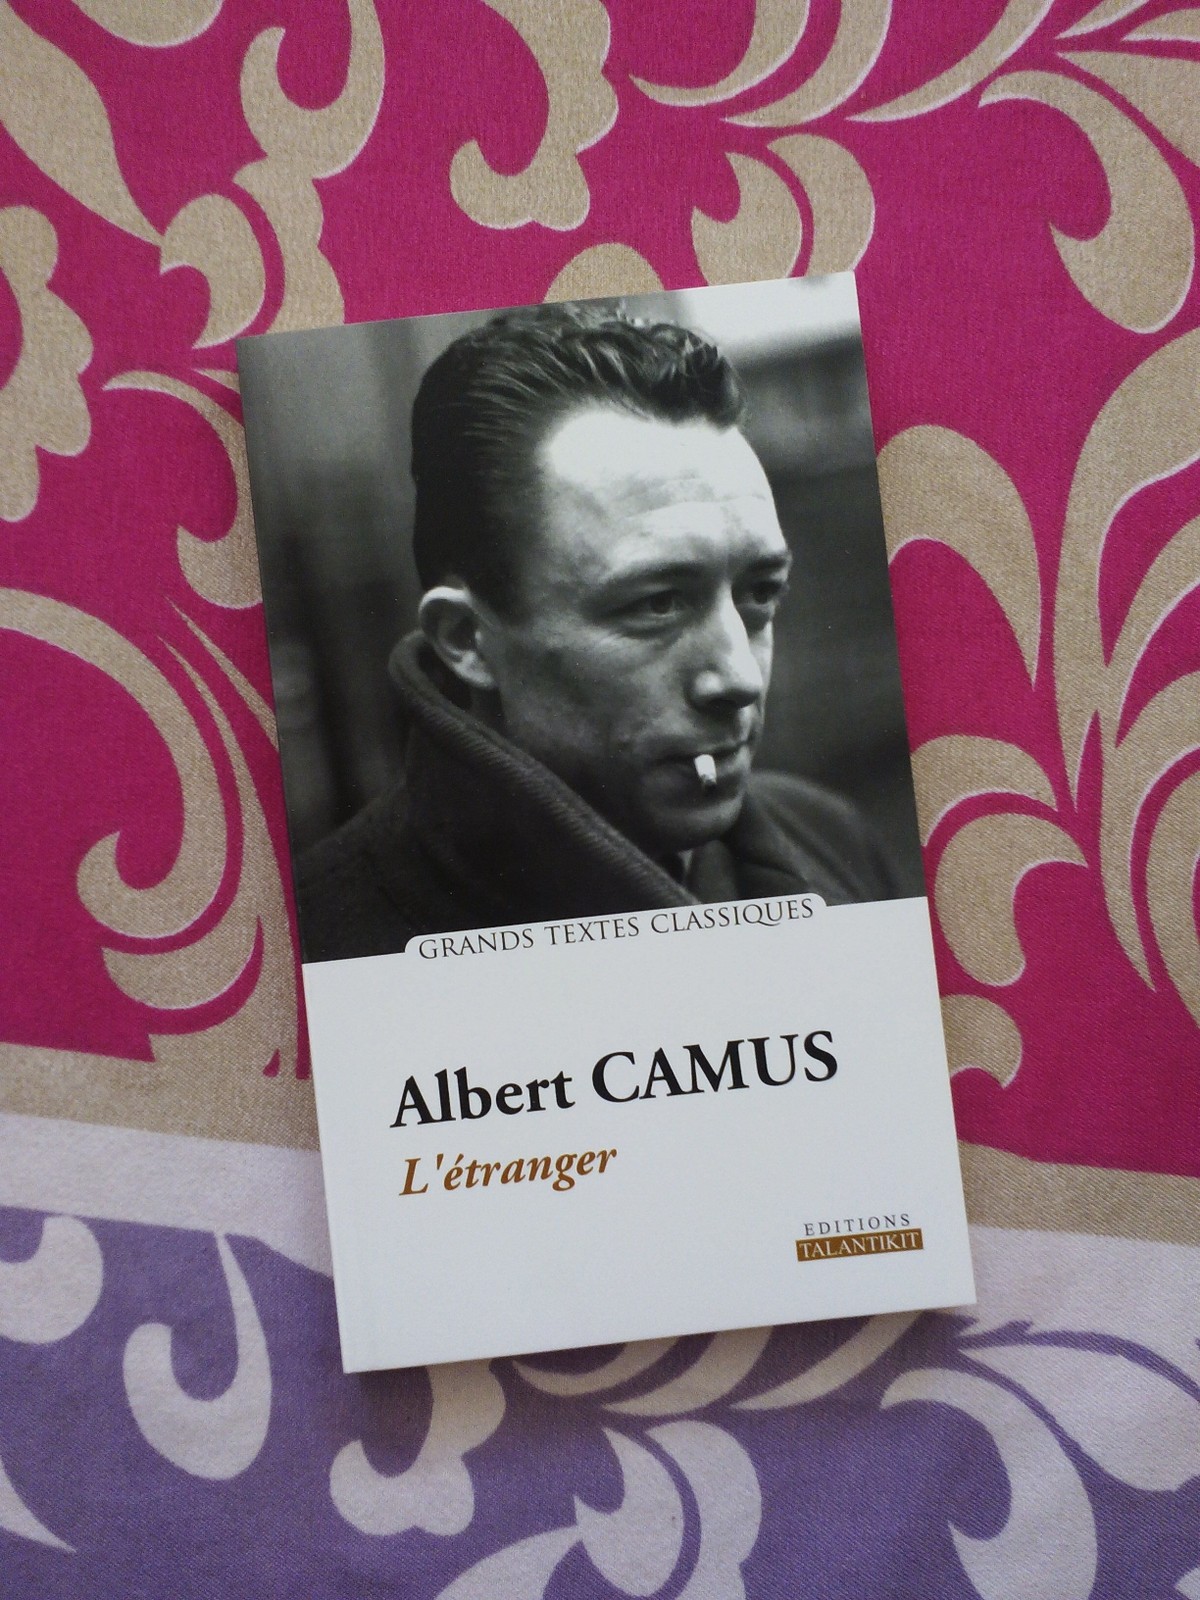 GRANDS TEXTES CLASSIQUES
Albert CAMUS
L'étranger
EDITIONS
TALANTIKIT